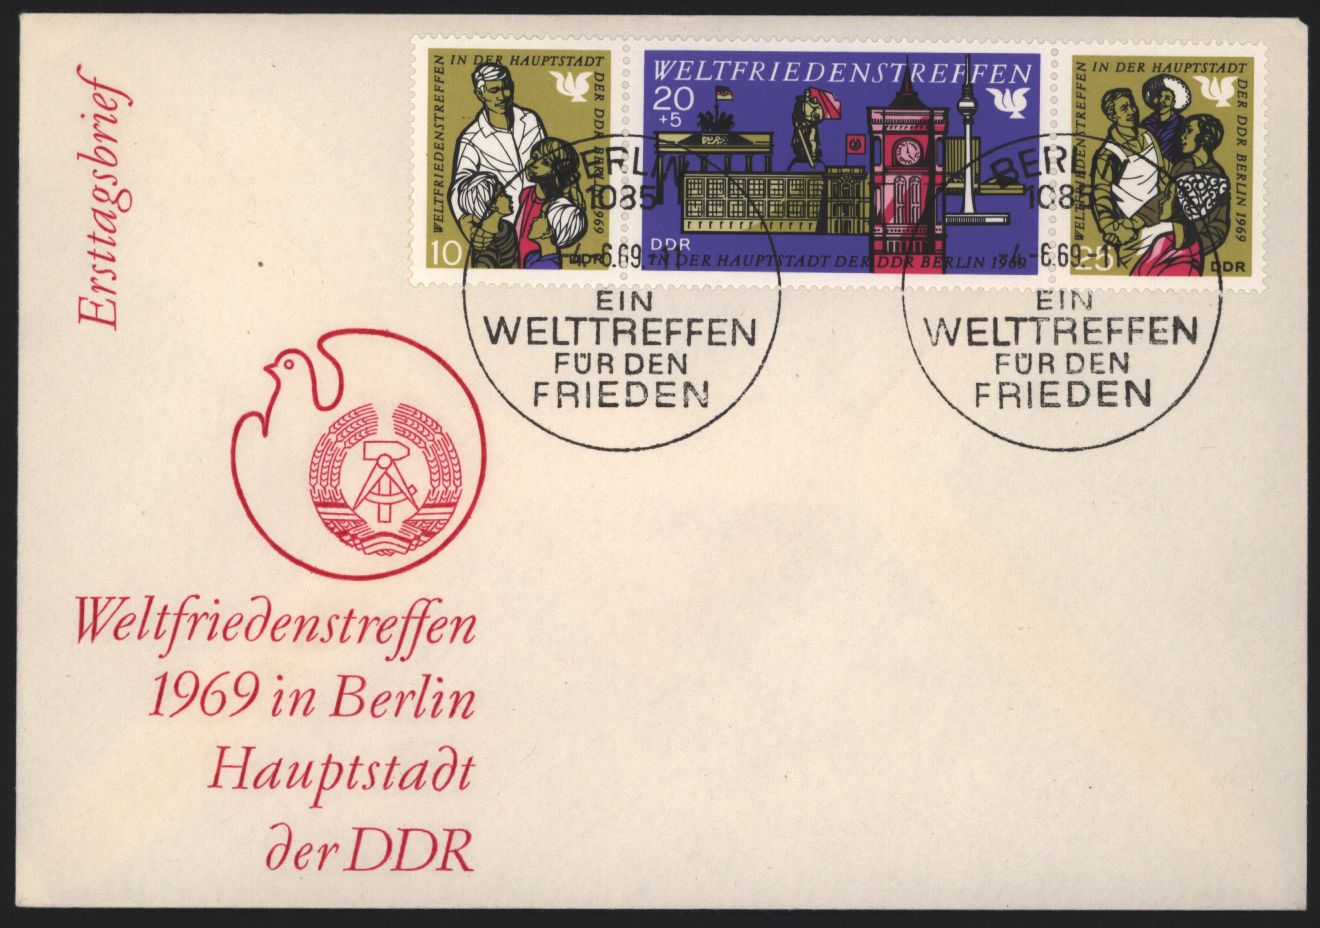 Ersttagsbrief
WELTFRIEDENSTREFFEN
IN DER HAUPTSTADT
DER DDR BERLIN 1969
10
DDR
WELTFRIEDENSTREFFEN
20
+5
DDR
IN DER HAUPTSTADT DER DDR BERLIN 1969
WELTFRIEDENSTREFFEN
IN DER HAUPTSTADT
DER DDR BERLIN 1969
25
DDR
BERLIN
1085
-4.-6.69
EIN
WELTTREFFEN
FÜR DEN
FRIEDEN
1085
-6.69
EIN
WELTTREFFEN
FÜR DEN
FRIEDEN
Weltfriedenstreffen
1969 in Berlin
Hauptstadt
der DDR